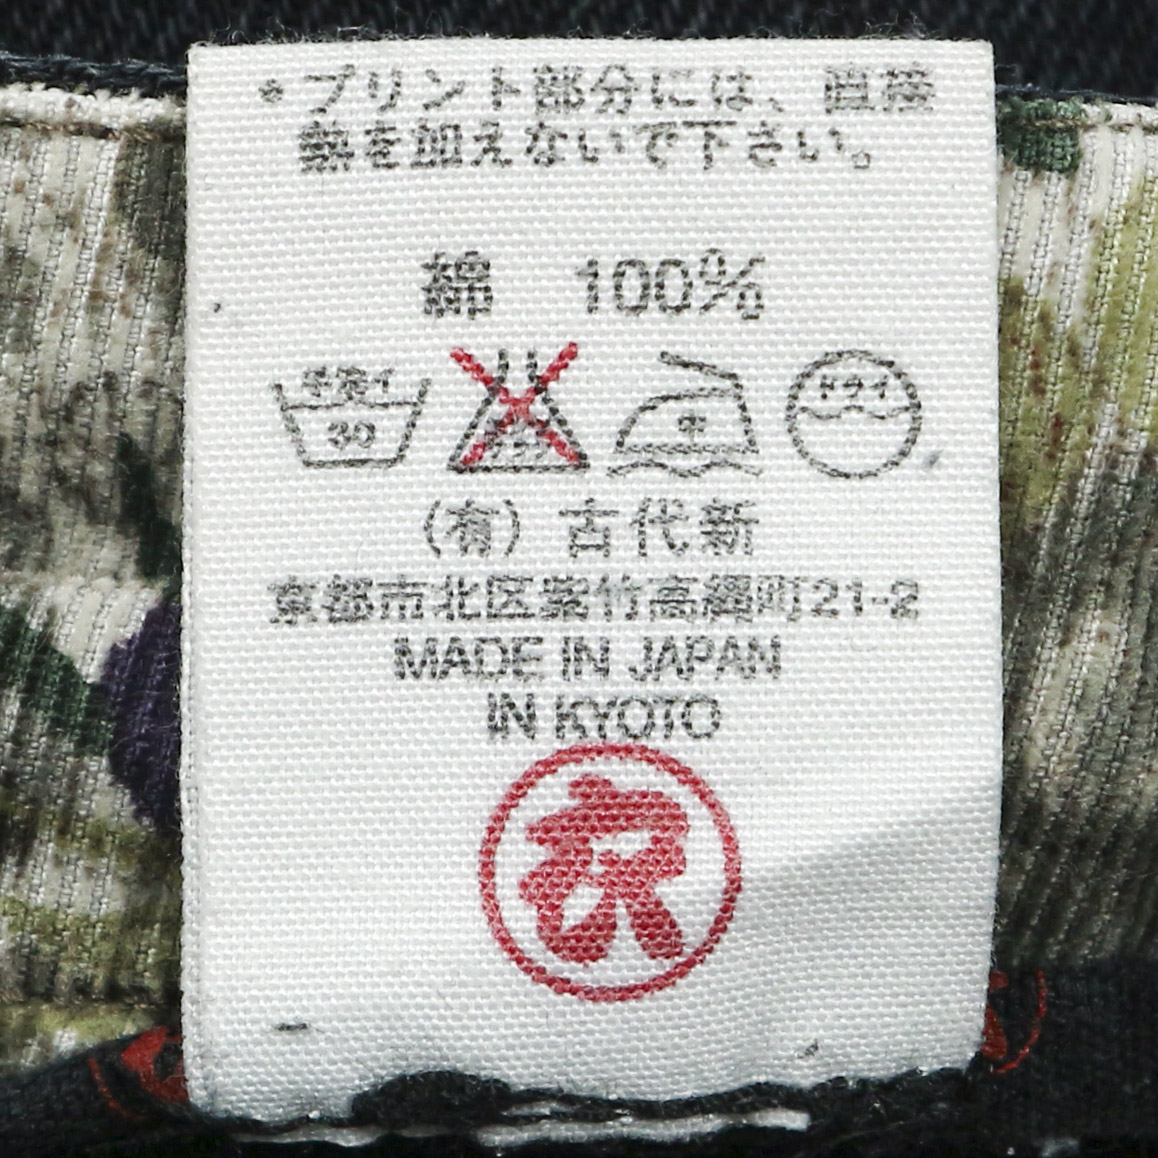 *プリント部分には、直接
熱を加えないで下さい。
綿 100%
手洗イ
30
中
ドライ
(有) 古代新
京都市北区紫竹高縄町21-2
MADE IN JAPAN
IN KYOTO